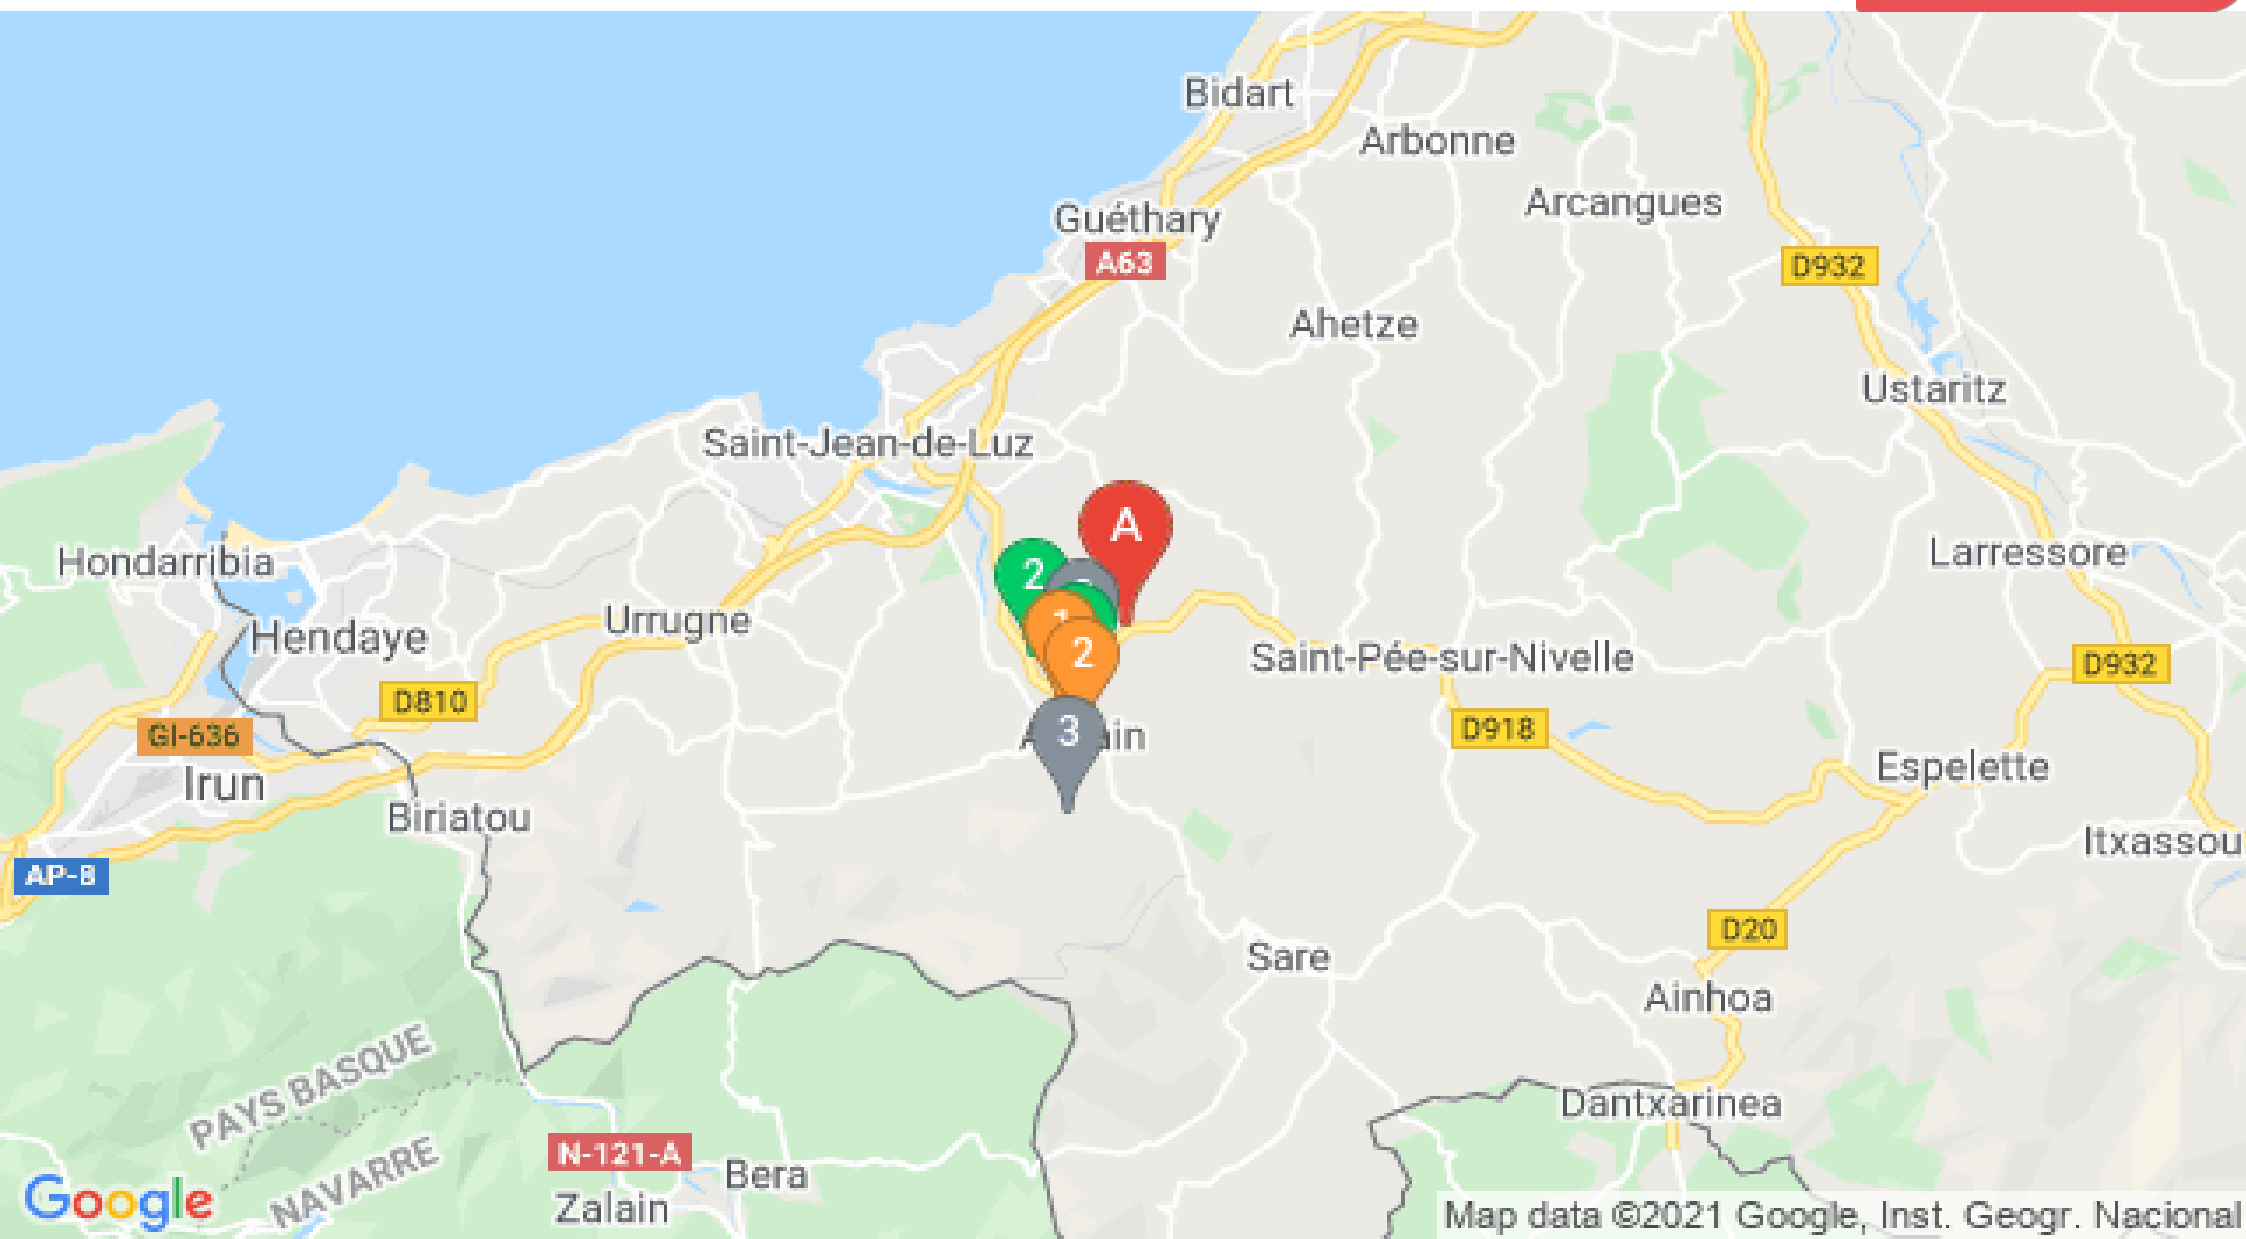 Bidart
Arbonne
Arcangues
Guéthary
A63
D932
Ahetze
Ustaritz
Saint-Jean-de-Luz
A
Larressore
Hondarribia
2
1
Urrugne
Hendaye
2
Saint-Pée-sur-Nivelle
D932
D810
D918
GI-636
3
Irun
Espelette
Biriatou
Itxassou
AP-8
D20
Sare
Ainhoa
PAYS BASQUE
Dantxarinea
N-121-A
Bera
NAVARRE
Zalain
Google
Map data ©2021 Google, Inst. Geogr. Nacional